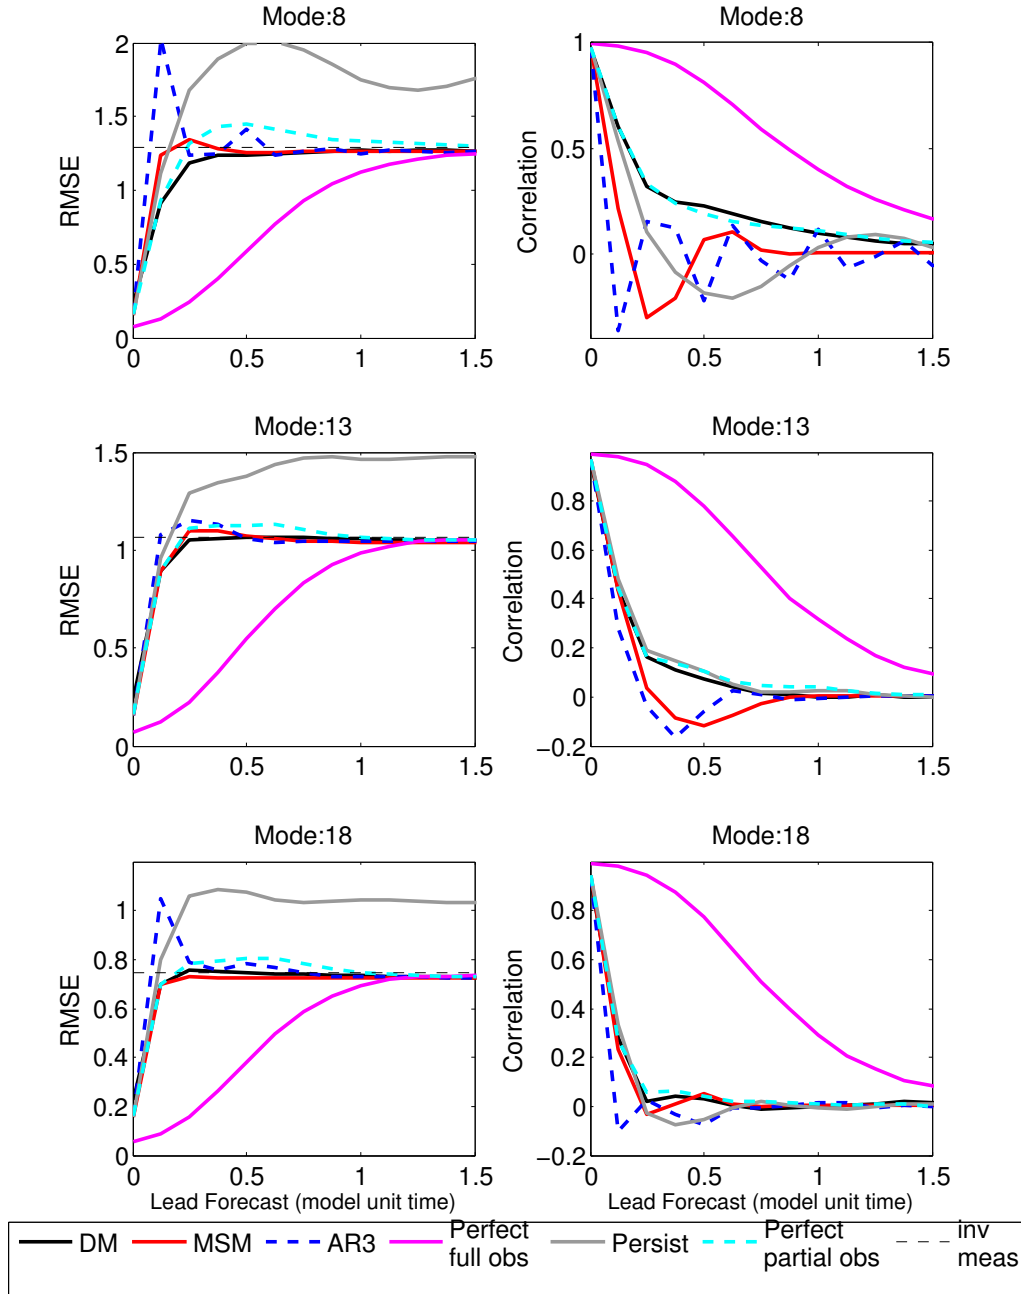 Mode:8
Mode:8
2
1.5
1
0.5
0
RMSE
0
0.5
1
1.5
1
0.5
0
Correlation
0
0.5
1
1.5
Mode:13
Mode:13
1.5
1
0.5
0
RMSE
0
0.5
1
1.5
0.8
0.6
0.4
0.2
0
−0.2
Correlation
0
0.5
1
1.5
Mode:18
Mode:18
1
0.8
0.6
0.4
0.2
0
RMSE
0
0.5
1
1.5
Lead Forecast (model unit time)
0.8
0.6
0.4
0.2
0
−0.2
Correlation
0
0.5
1
1.5
Lead Forecast (model unit time)
DM
MSM
AR3
Perfect
full obs
Persist
Perfect
partial obs
inv
meas